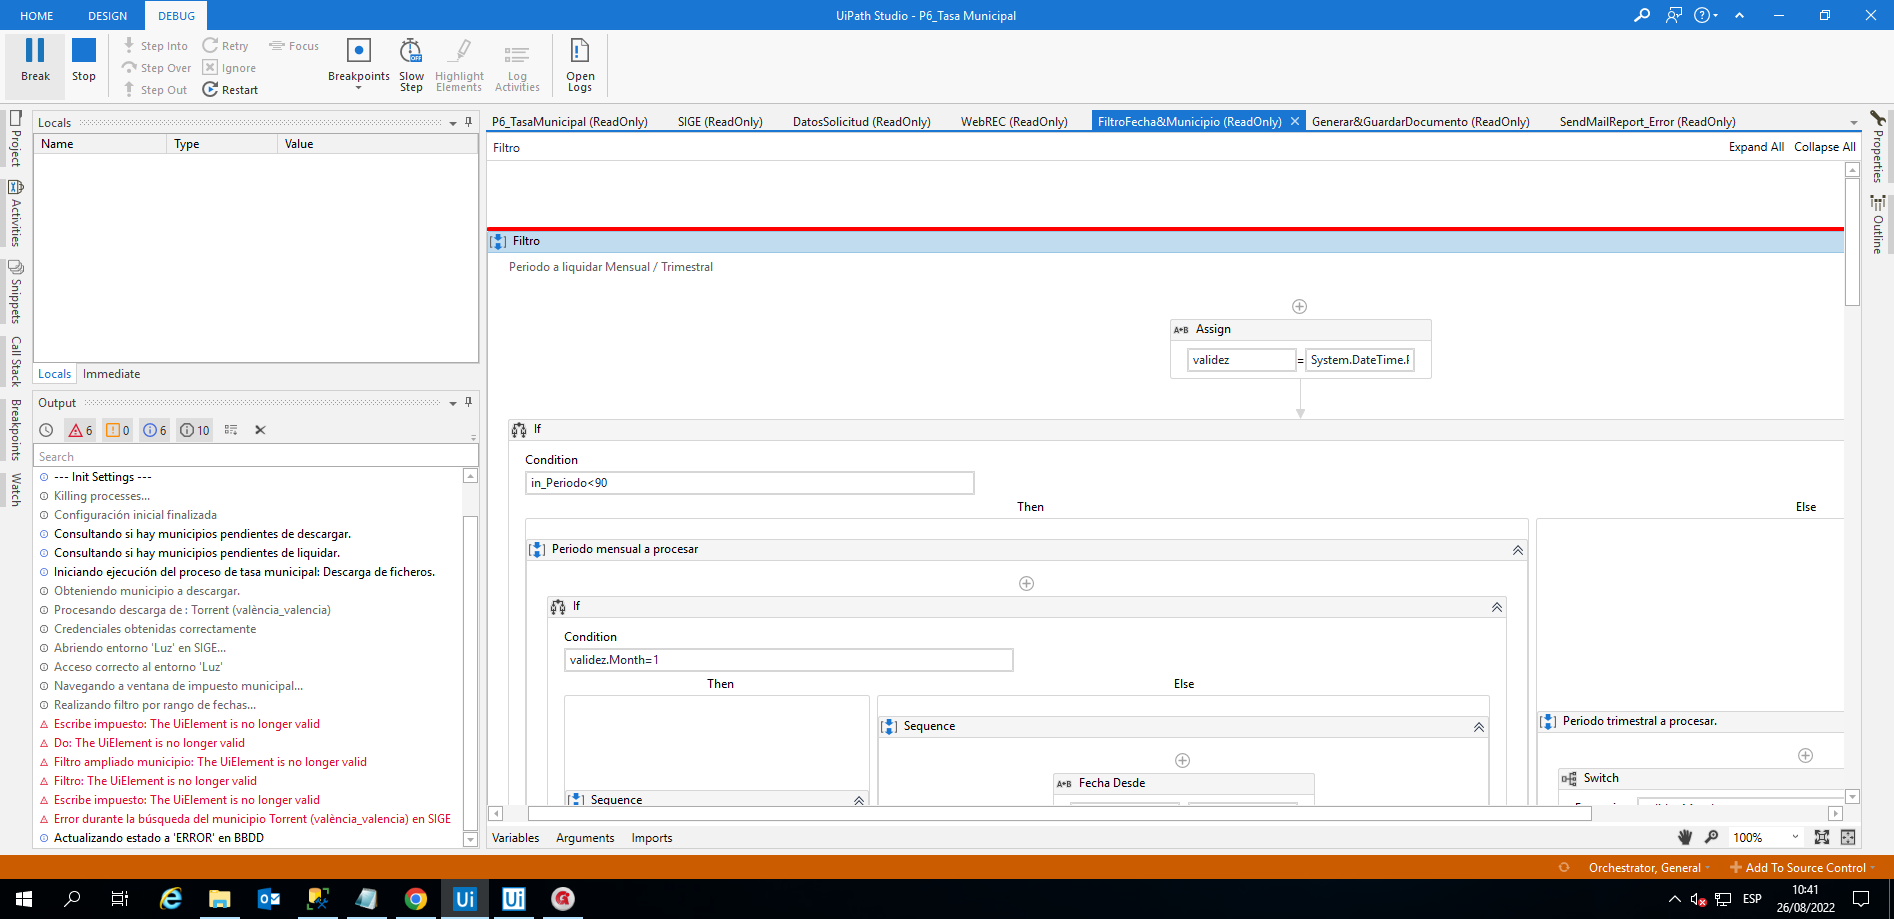 HOME DESIGN DEBUG
UiPath Studio - P6_Tasa Municipal
Break
Stop
Step Into
Step Over
Step Out
Retry
Ignore
Restart
Focus
Breakpoints
Slow
Step
OFF
Highlight
Elements
Log
Activities
Open
Logs
Project
Activities
Snippets
Call Stack
Breakpoints
Watch
Locals
Name Type Value
Locals Immediate
Output
6 0 6 10
Search
--- Init Settings ---
Killing processes...
Configuración inicial finalizada
Consultando si hay municipios pendientes de descargar.
Consultando si hay municipios pendientes de liquidar.
Iniciando ejecución del proceso de tasa municipal: Descarga de ficheros.
Obteniendo municipio a descargar.
Procesando descarga de : Torrent (valència_valencia)
Credenciales obtenidas correctamente
Abriendo entorno 'Luz' en SIGE...
Acceso correcto al entorno 'Luz'
Navegando a ventana de impuesto municipal...
Realizando filtro por rango de fechas...
Escribe impuesto: The UiElement is no longer valid
Do: The UiElement is no longer valid
Filtro ampliado municipio: The UiElement is no longer valid
Filtro: The UiElement is no longer valid
Escribe impuesto: The UiElement is no longer valid
Error durante la búsqueda del municipio Torrent (valència_valencia) en SIGE
Actualizando estado a 'ERROR' en BBDD
P6_TasaMunicipal (ReadOnly) SIGE (ReadOnly) DatosSolicitud (ReadOnly) WebREC (ReadOnly) FiltroFecha&Municipio (ReadOnly) Generar&GuardarDocumento (ReadOnly) SendMailReport_Error (ReadOnly)
Filtro
Expand All Collapse All
Filtro
Periodo a liquidar Mensual / Trimestral
A+B Assign
validez = System.DateTime.
If
Condition
in_Periodo<90
Then
Else
Periodo mensual a procesar
If
Condition
validez.Month=1
Then
Else
Sequence
Sequence
A+B Fecha Desde
Periodo trimestral a procesar.
Switch
Properties
Outline
Variables Arguments Imports
100%
Orchestrator, General
Add To Source Control
Ui
Ui
ESP
10:41
26/08/2022